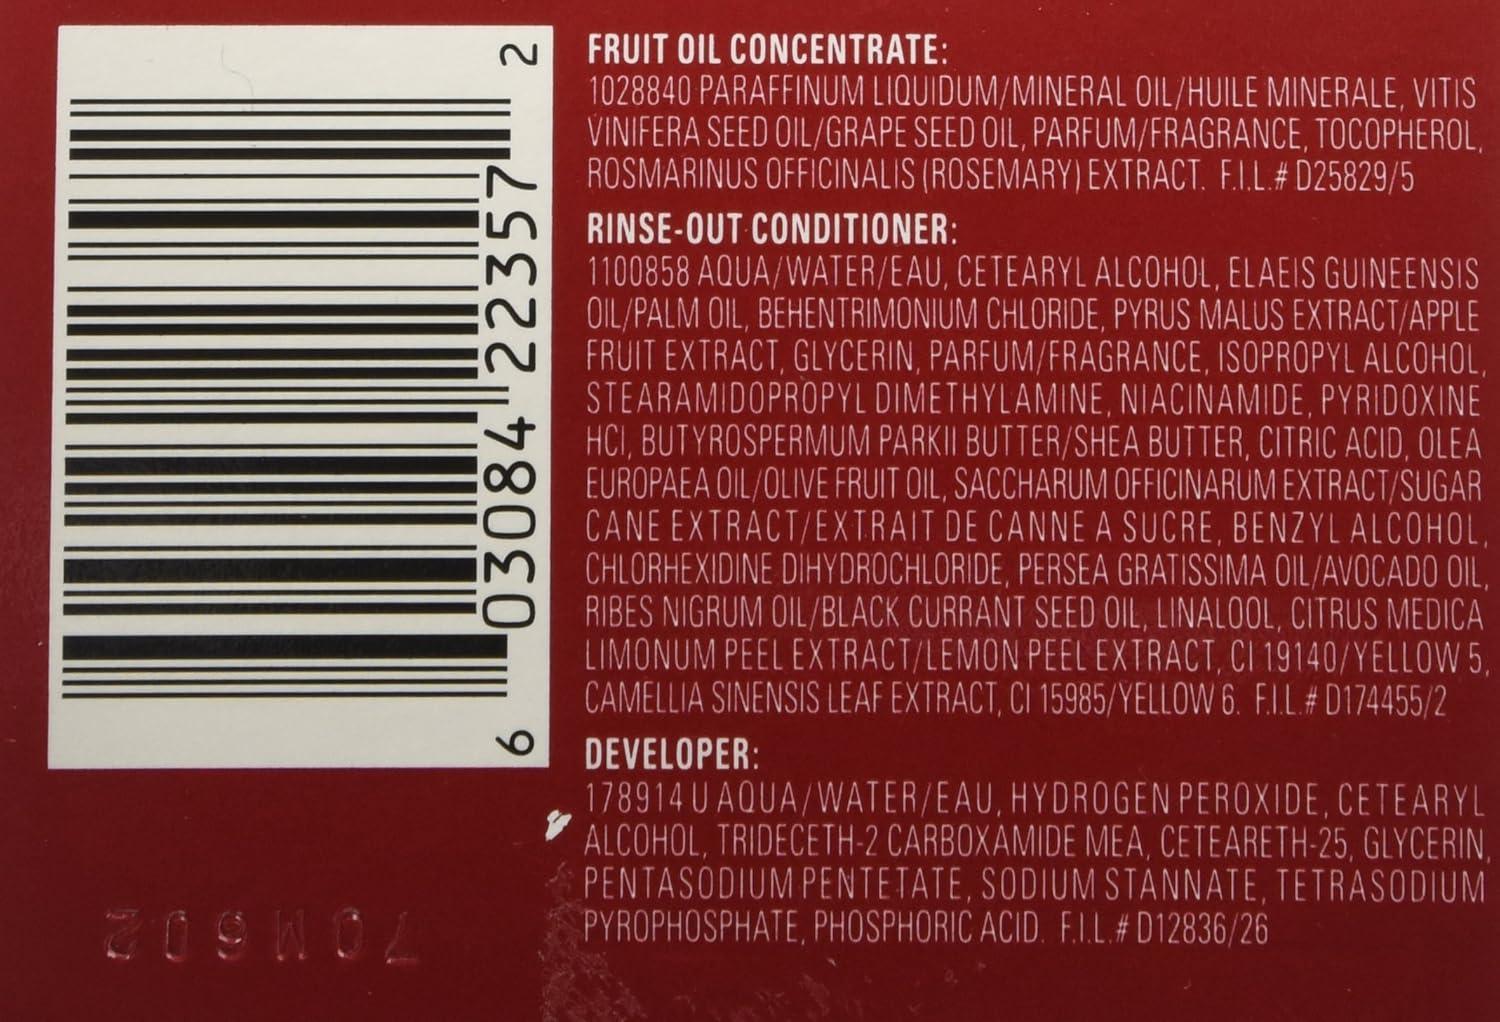 FRUIT OIL CONCENTRATE:
1028840 PARAFFINUM LIQUIDUM/MINERAL OIL/HUILE MINERALE, VITIS
VINIFERA SEED OIL/GRAPE SEED OIL, PARFUM/FRAGRANCE, TOCOPHEROL,
ROSMARINUS OFFICINALIS (ROSEMARY) EXTRACT. F.I.L.# D25829/5
RINSE-OUT CONDITIONER:
1100858 AQUA/WATER/EAU, CETEARYL ALCOHOL, ELAEIS GUINEENSIS
OIL/PALM OIL, BEHENTRIMONIUM CHLORIDE, PYRUS MALUS EXTRACT/APPLE
FRUIT EXTRACT, GLYCERIN, PARFUM/FRAGRANCE, ISOPROPYL ALCOHOL,
STEARAMIDOPROPYL DIMETHYLAMINE, NIACINAMIDE, PYRIDOXINE
HCl, BUTYROSPERMUM PARKII BUTTER/SHEA BUTTER, CITRIC ACID, OLEA
EUROPAEA OIL/OLIVE FRUIT OIL, SACCHARUM OFFICINARUM EXTRACT/SUGAR
CANE EXTRACT/EXTRAIT DE CANNE A SUCRE, BENZYL ALCOHOL,
CHLORHEXIDINE DIHYDROCHLORIDE, PERSEA GRATISSIMA OIL/AVOCADO OIL,
RIBES NIGRUM OIL/BLACK CURRANT SEED OIL, LINALOOL, CITRUS MEDICA
LIMONUM PEEL EXTRACT/LEMON PEEL EXTRACT, CI 19140/YELLOW 5,
CAMELLIA SINENSIS LEAF EXTRACT, CI 15985/YELLOW 6. F.I.L.# D174455/2
DEVELOPER:
178914 U AQUA/WATER/EAU, HYDROGEN PEROXIDE, CETEARYL
ALCOHOL, TRIDECETH-2 CARBOXAMIDE MEA, CETEARETH-25, GLYCERIN,
PENTASODIUM PENTETATE, SODIUM STANNATE, TETRASODIUM
PYROPHOSPHATE, PHOSPHORIC ACID. F.I.L.# D12836/26
6 03084 22357 2
70M602